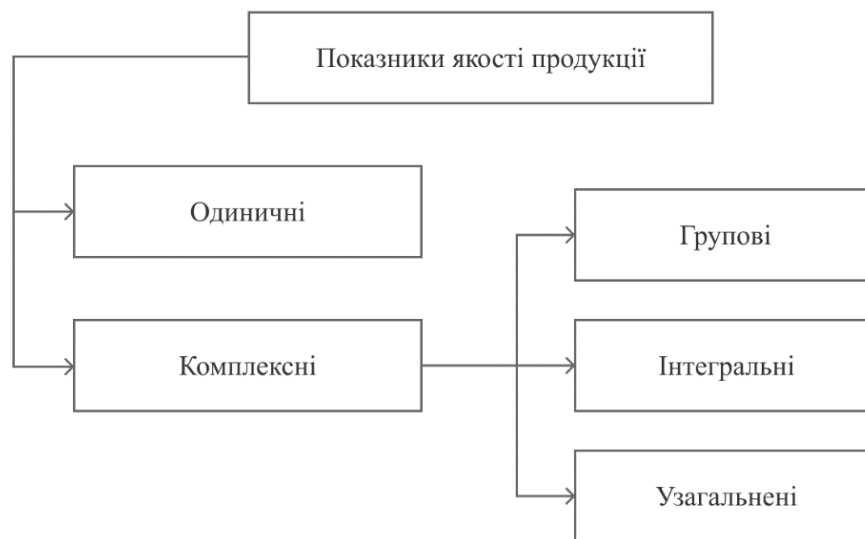 Показники якості продукції
Одиничні
Комплексні
Групові
Інтегральні
Узагальнені